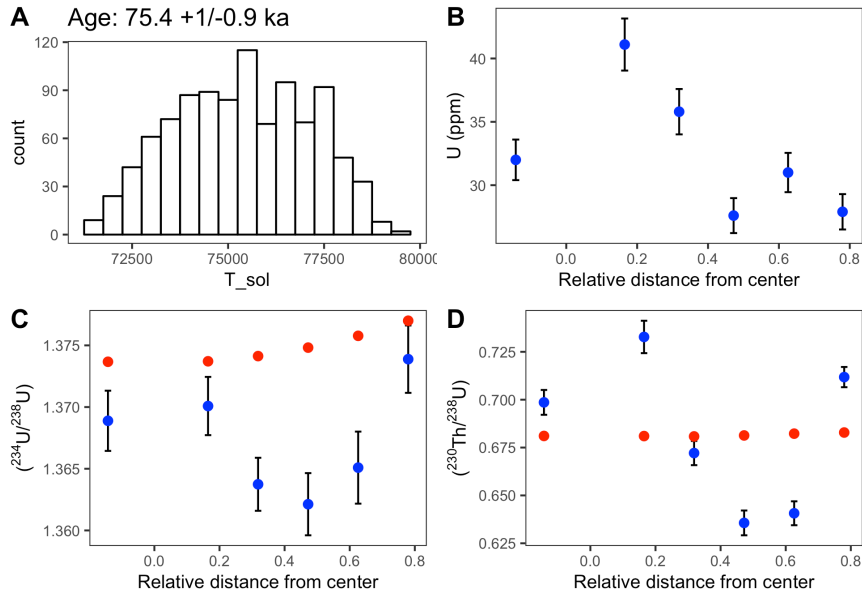 A
Age: 75.4 +1/-0.9 ka
120
90
60
30
0
count
72500
75000
77500
80000
T_sol
B
40
35
30
U (ppm)
0.0
0.2
0.4
0.6
0.8
Relative distance from center
C
1.375
1.370
1.365
1.360
(²³⁴U/²³⁸U)
0.0
0.2
0.4
0.6
0.8
Relative distance from center
D
0.725
0.700
0.675
0.650
0.625
(²³⁰Th/²³⁸U)
0.0
0.2
0.4
0.6
0.8
Relative distance from center